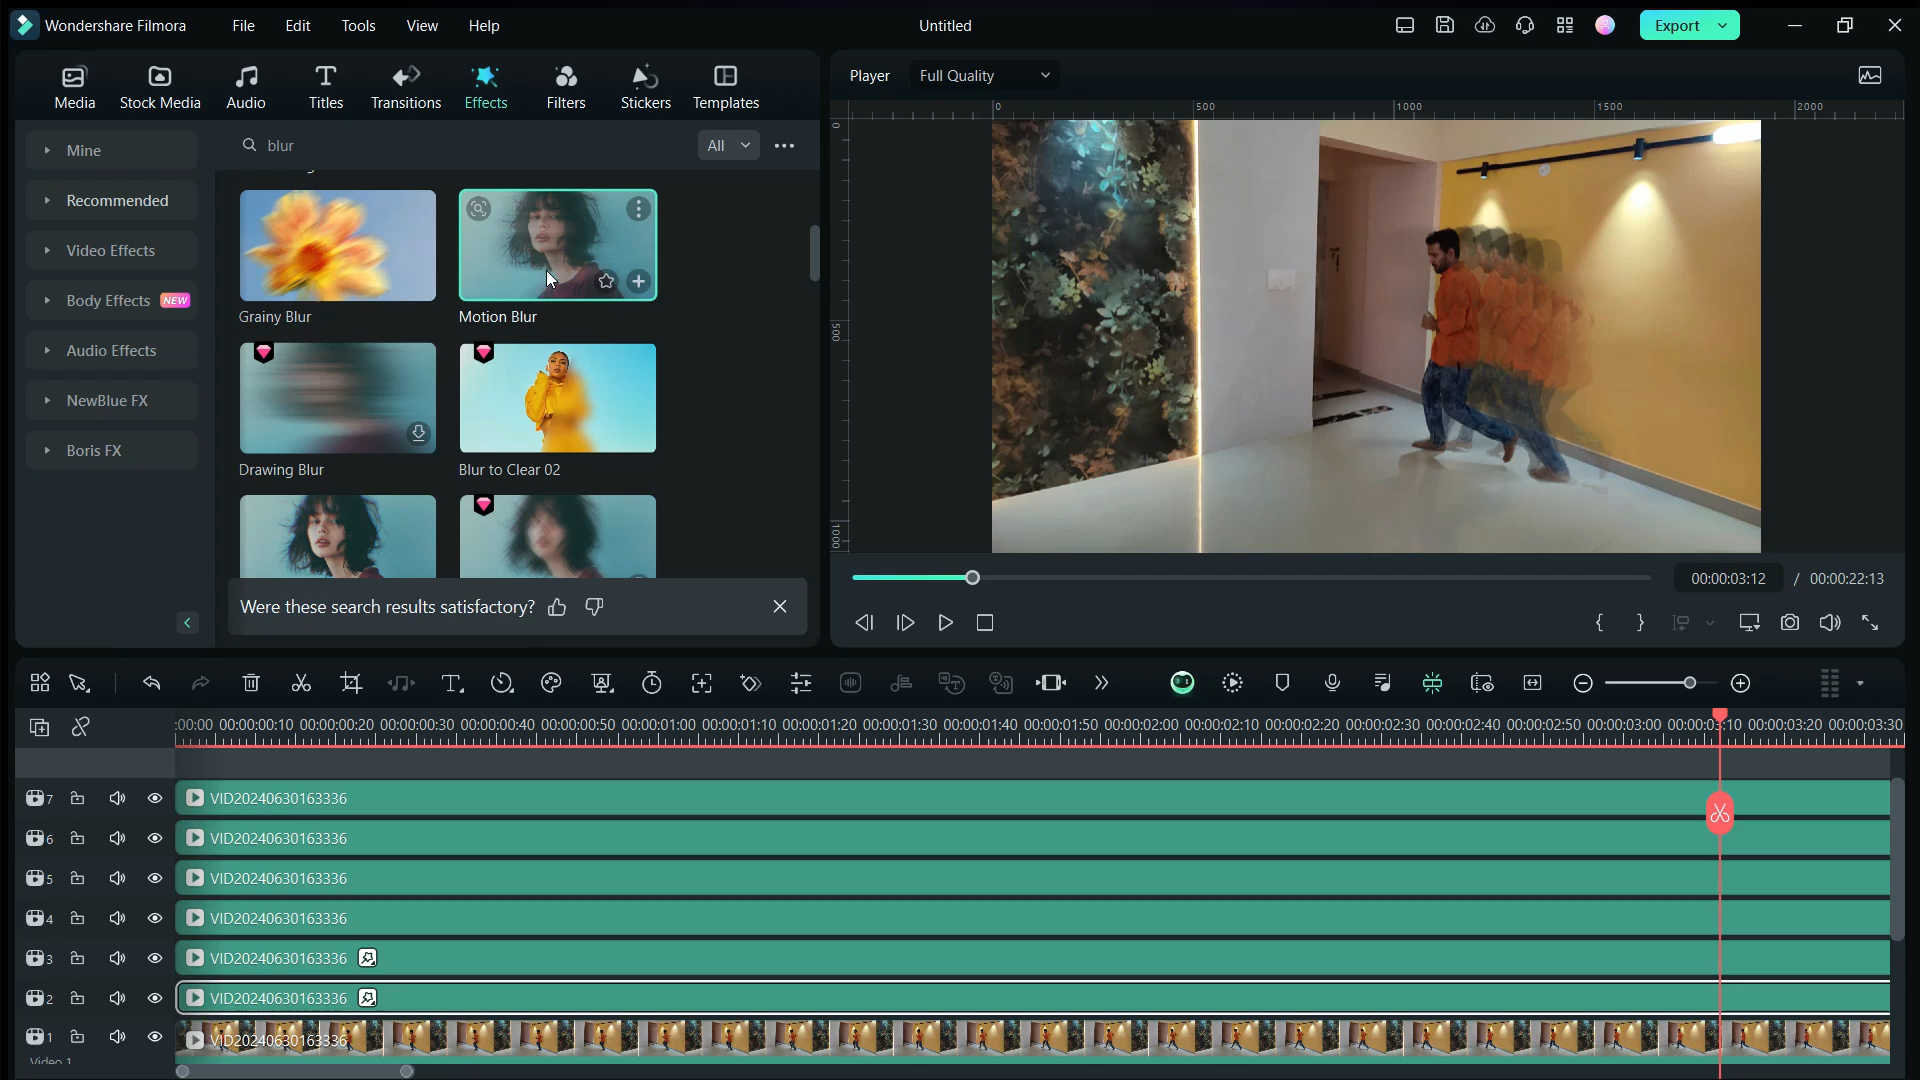 Wondershare Filmora
File
Edit
Tools
View
Help
Untitled
Export
Media
Stock Media
Audio
Titles
Transitions
Effects
Filters
Stickers
Templates
Player
Full Quality
0
500
1000
1500
2000
0
500
1000
Mine
Recommended
Video Effects
Body Effects NEW
Audio Effects
NewBlue FX
Boris FX
blur
All
Grainy Blur
Motion Blur
Drawing Blur
Blur to Clear 02
Were these search results satisfactory?
00:00:03:12 / 00:00:22:13
:00:00 00:00:00:10 00:00:00:20 00:00:00:30 00:00:00:40 00:00:00:50 00:00:01:00 00:00:01:10 00:00:01:20 00:00:01:30 00:00:01:40 00:00:01:50 00:00:02:00 00:00:02:10 00:00:02:20 00:00:02:30 00:00:02:40 00:00:02:50 00:00:03:00 00:00:03:10 00:00:03:20 00:00:03:30
7 VID20240630163336
6 VID20240630163336
5 VID20240630163336
4 VID20240630163336
3 VID20240630163336
2 VID20240630163336
1 VID20240630163336
Video 1